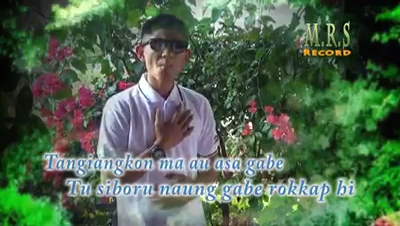 M.R.S
RECORD
Tangiangkon ma au asa gabe
Tu siboru naung gabe rokkap hi